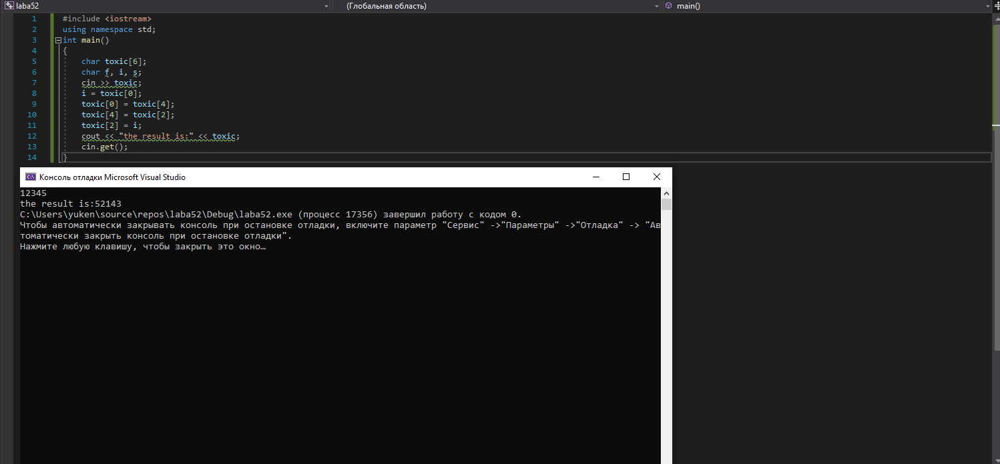 laba52 (Глобальная область) main()
1 #include <iostream>
2 using namespace std;
3 int main()
4 {
5 char toxic[6];
6 char f, i, s;
7 cin >> toxic;
8 i = toxic[0];
9 toxic[0] = toxic[4];
10 toxic[4] = toxic[2];
11 toxic[2] = i;
12 cout << "the result is:" << toxic;
13 cin.get();
14 }
Консоль отладки Microsoft Visual Studio
12345
the result is:52143
C:\Users\yuken\source\repos\laba52\Debug\laba52.exe (процесс 17356) завершил работу с кодом 0.
Чтобы автоматически закрывать консоль при остановке отладки, включите параметр "Сервис" ->"Параметры" ->"Отладка" -> "Ав
томатически закрыть консоль при остановке отладки".
Нажмите любую клавишу, чтобы закрыть это окно…